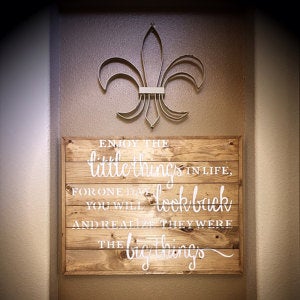 ENJOY THE
little things IN LIFE,
FOR ONE DAY
YOU WILL look back
AND REALIZE THEY WERE
THE big things